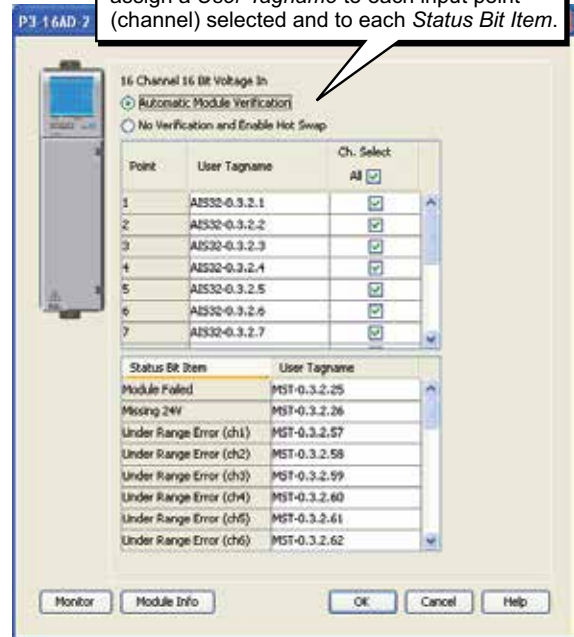 assign a User Tagname to each input point
(channel) selected and to each Status Bit Item.
P3-16AD-2
16 Channel 16 Bit Voltage In
Automatic Module Verification
No Verification and Enable Hot Swap
Point User Tagname Ch. Select
All
1 AIS32-0.3.2.1
2 AIS32-0.3.2.2
3 AIS32-0.3.2.3
4 AIS32-0.3.2.4
5 AIS32-0.3.2.5
6 AIS32-0.3.2.6
7 AIS32-0.3.2.7
Status Bit Item User Tagname
Module Failed MST-0.3.2.25
Missing 24V MST-0.3.2.26
Under Range Error (ch1) MST-0.3.2.57
Under Range Error (ch2) MST-0.3.2.58
Under Range Error (ch3) MST-0.3.2.59
Under Range Error (ch4) MST-0.3.2.60
Under Range Error (ch5) MST-0.3.2.61
Under Range Error (ch6) MST-0.3.2.62
Monitor Module Info OK Cancel Help